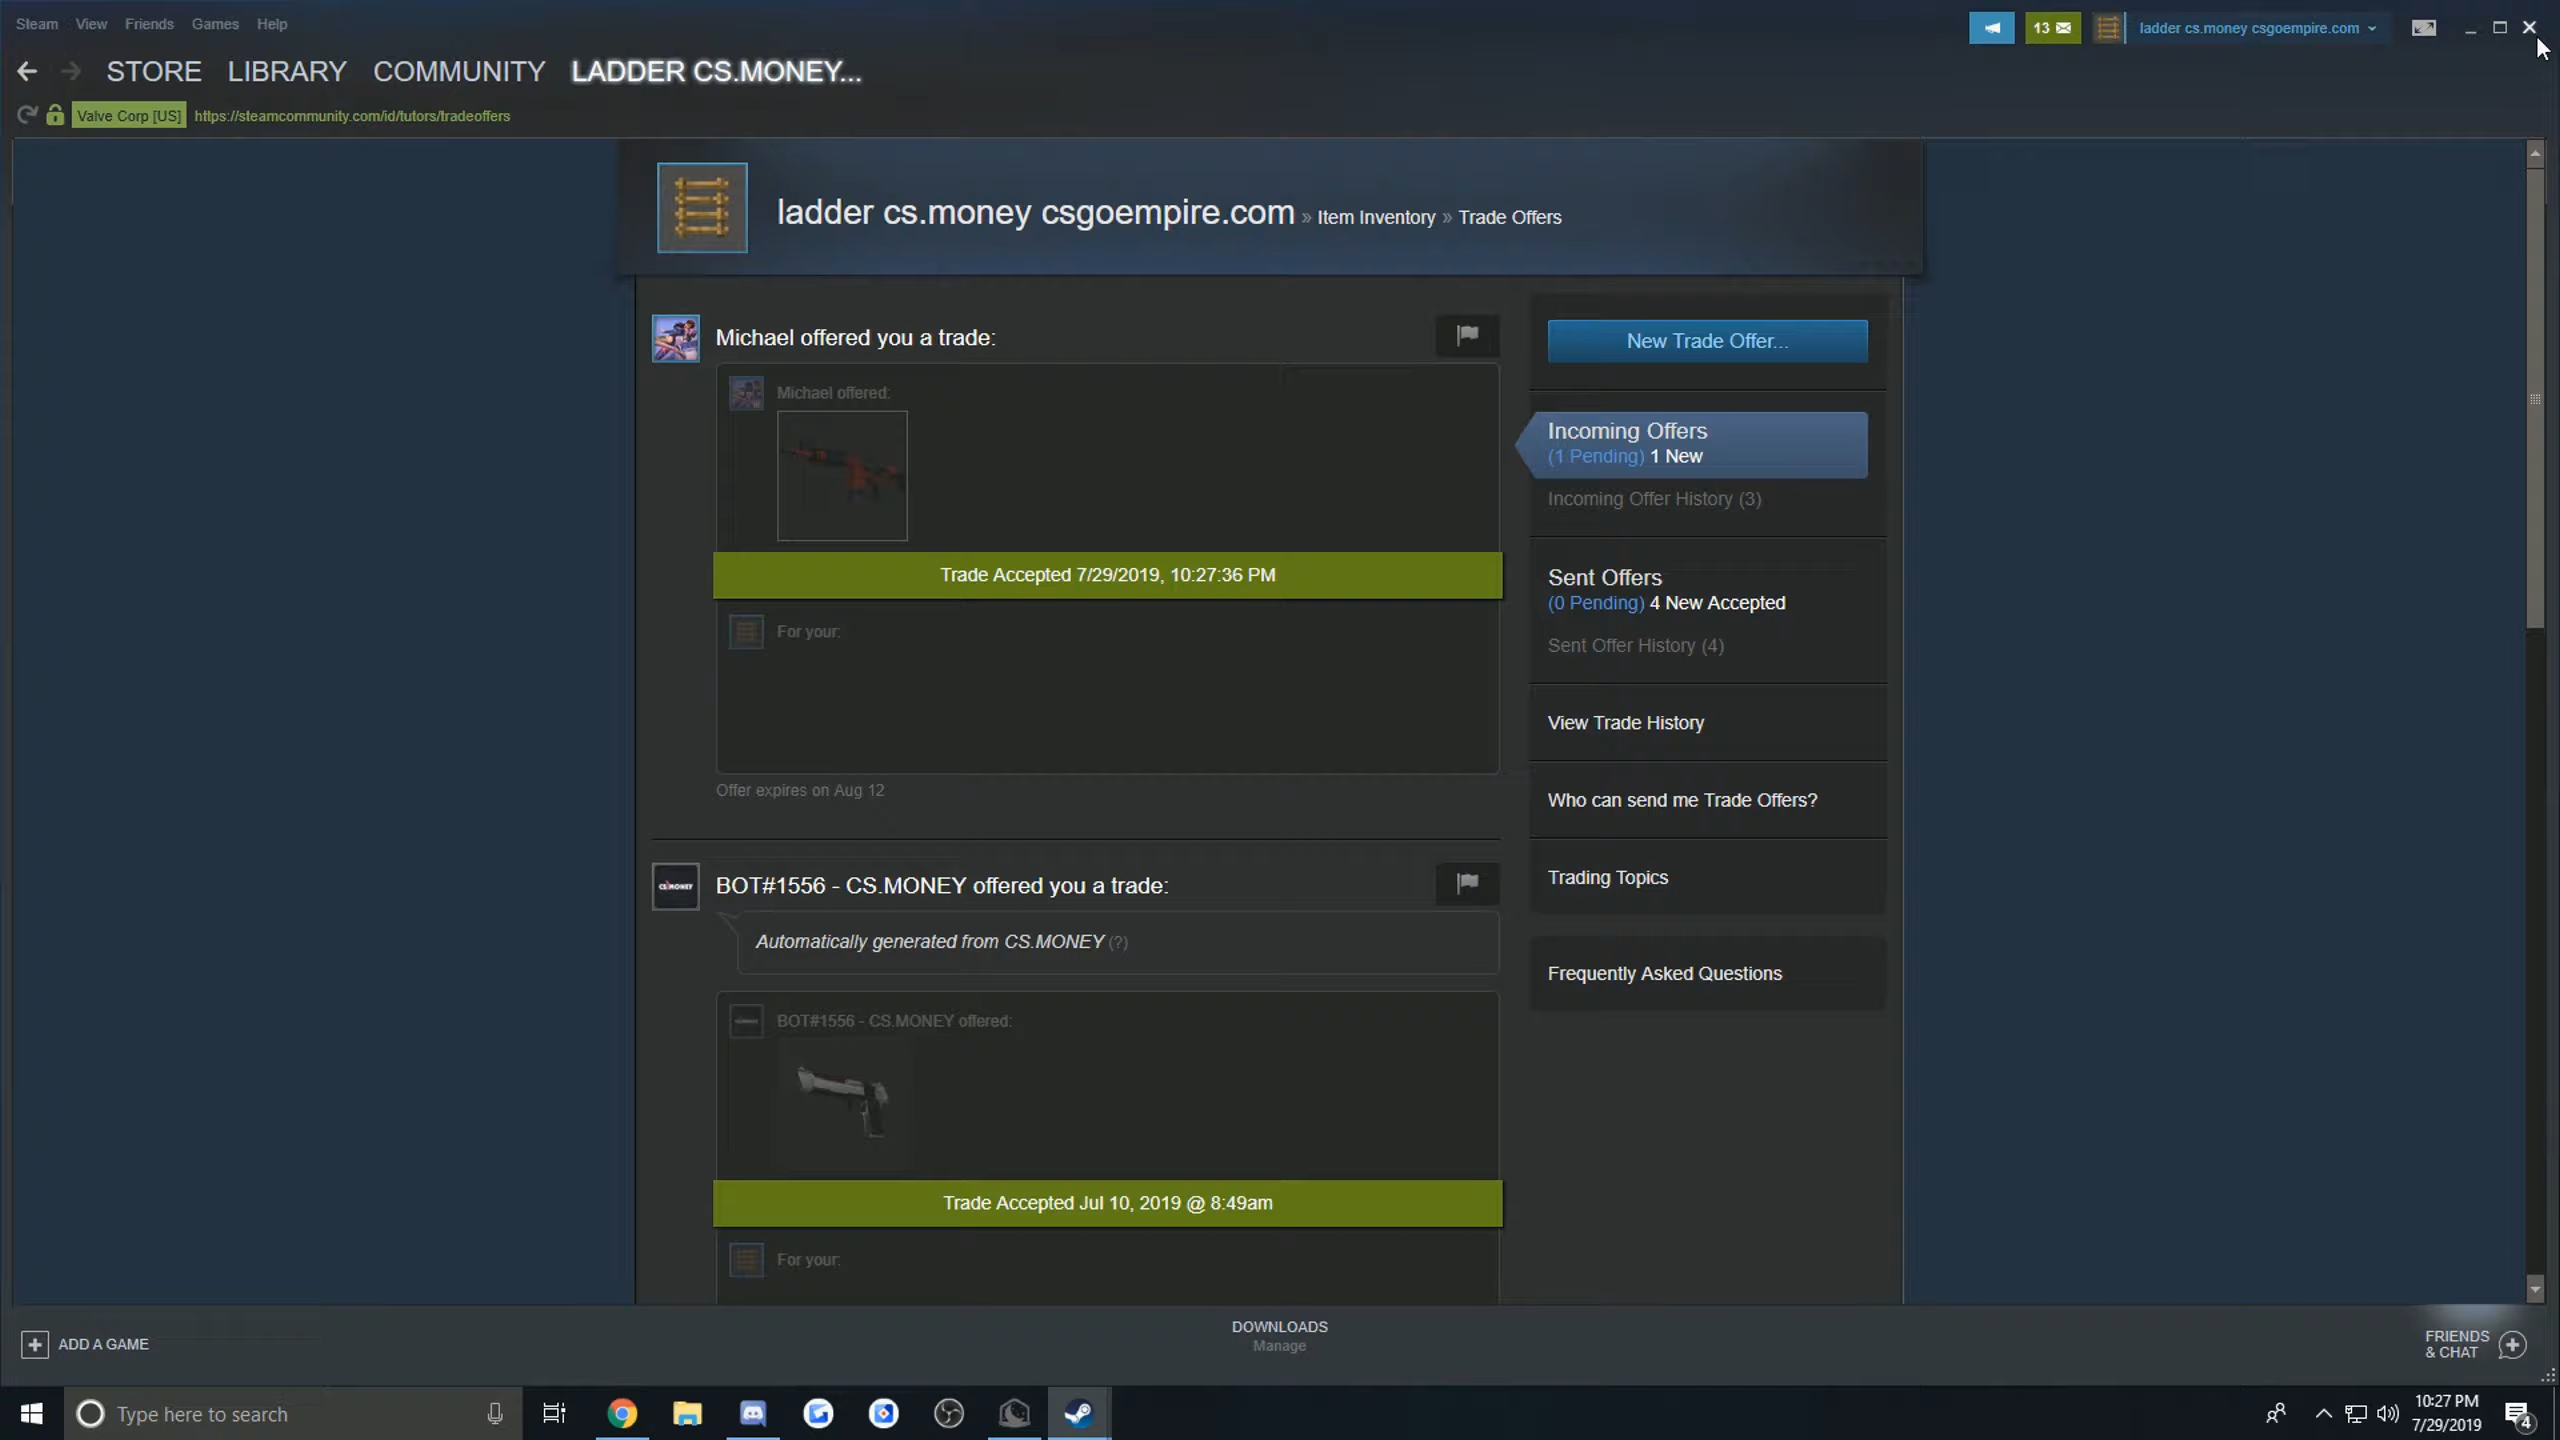 Steam View Friends Games Help
13
ladder cs.money csgoempire.com
STORE LIBRARY COMMUNITY LADDER CS.MONEY...
Valve Corp [US] https://steamcommunity.com/id/tutors/tradeoffers
ladder cs.money csgoempire.com » Item Inventory » Trade Offers
Michael offered you a trade:
Michael offered:
Trade Accepted 7/29/2019, 10:27:36 PM
For your:
Offer expires on Aug 12
CS.MONEY
BOT#1556 - CS.MONEY offered you a trade:
Automatically generated from CS.MONEY (?)
BOT#1556 - CS.MONEY offered:
Trade Accepted Jul 10, 2019 @ 8:49am
For your:
New Trade Offer...
Incoming Offers
(1 Pending) 1 New
Incoming Offer History (3)
Sent Offers
(0 Pending) 4 New Accepted
Sent Offer History (4)
View Trade History
Who can send me Trade Offers?
Trading Topics
Frequently Asked Questions
ADD A GAME
DOWNLOADS
Manage
FRIENDS
& CHAT
Type here to search
10:27 PM
7/29/2019
4